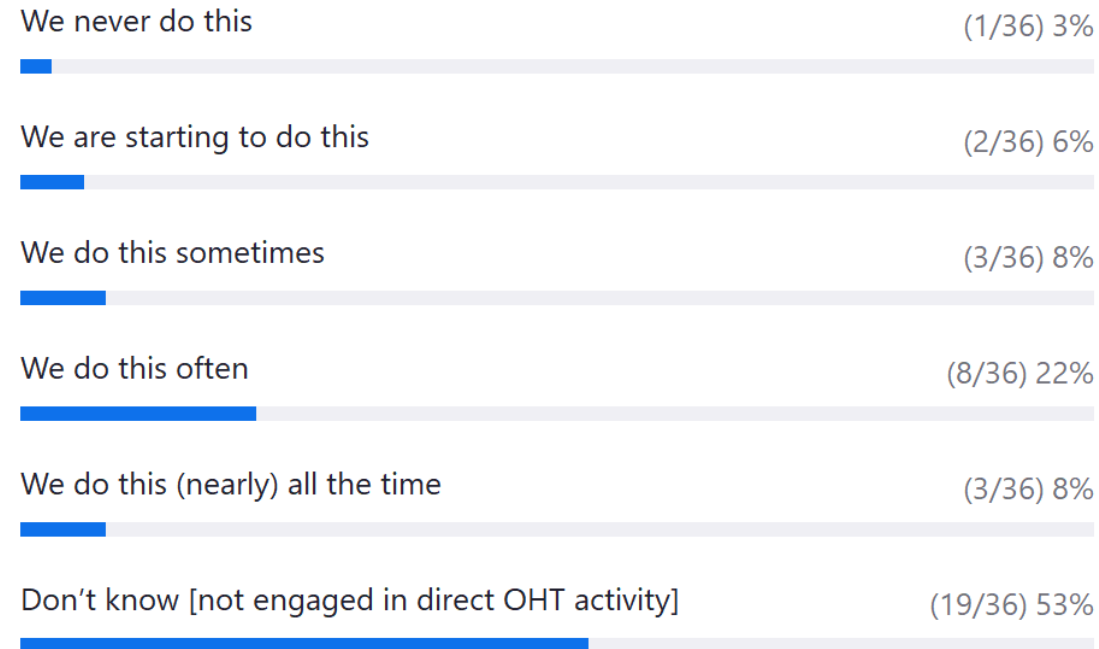 We never do this (1/36) 3%
We are starting to do this (2/36) 6%
We do this sometimes (3/36) 8%
We do this often (8/36) 22%
We do this (nearly) all the time (3/36) 8%
Don’t know [not engaged in direct OHT activity] (19/36) 53%